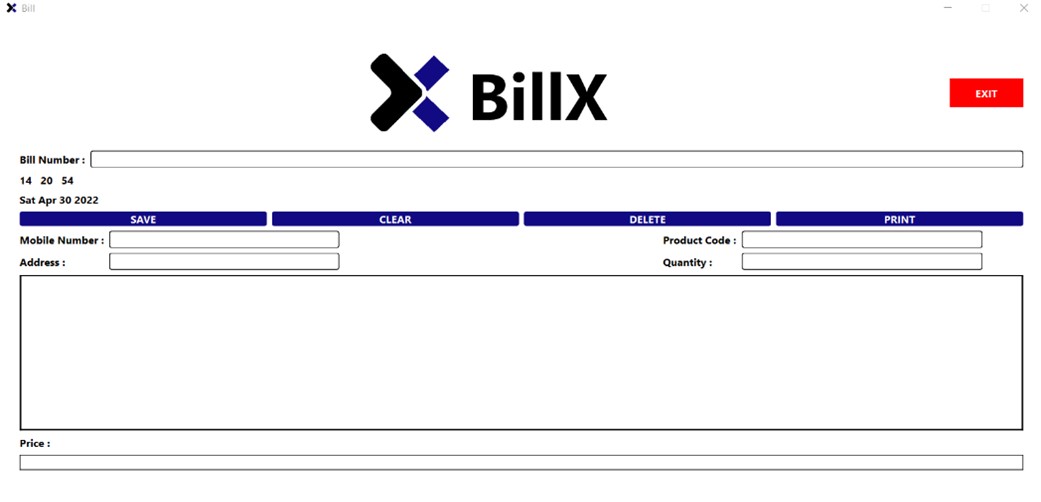 Bill
BillX
EXIT
Bill Number :
14 20 54
Sat Apr 30 2022
SAVE CLEAR DELETE PRINT
Mobile Number : Product Code :
Address : Quantity :
Price :